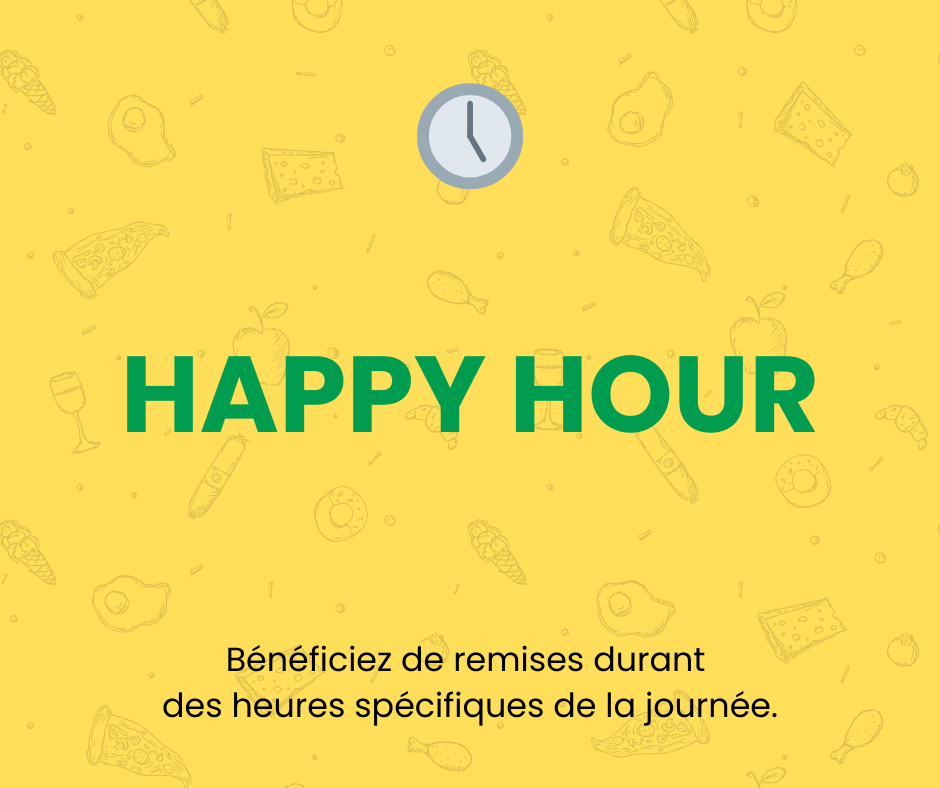 HAPPY HOUR
Bénéficiez de remises durant
des heures spécifiques de la journée.